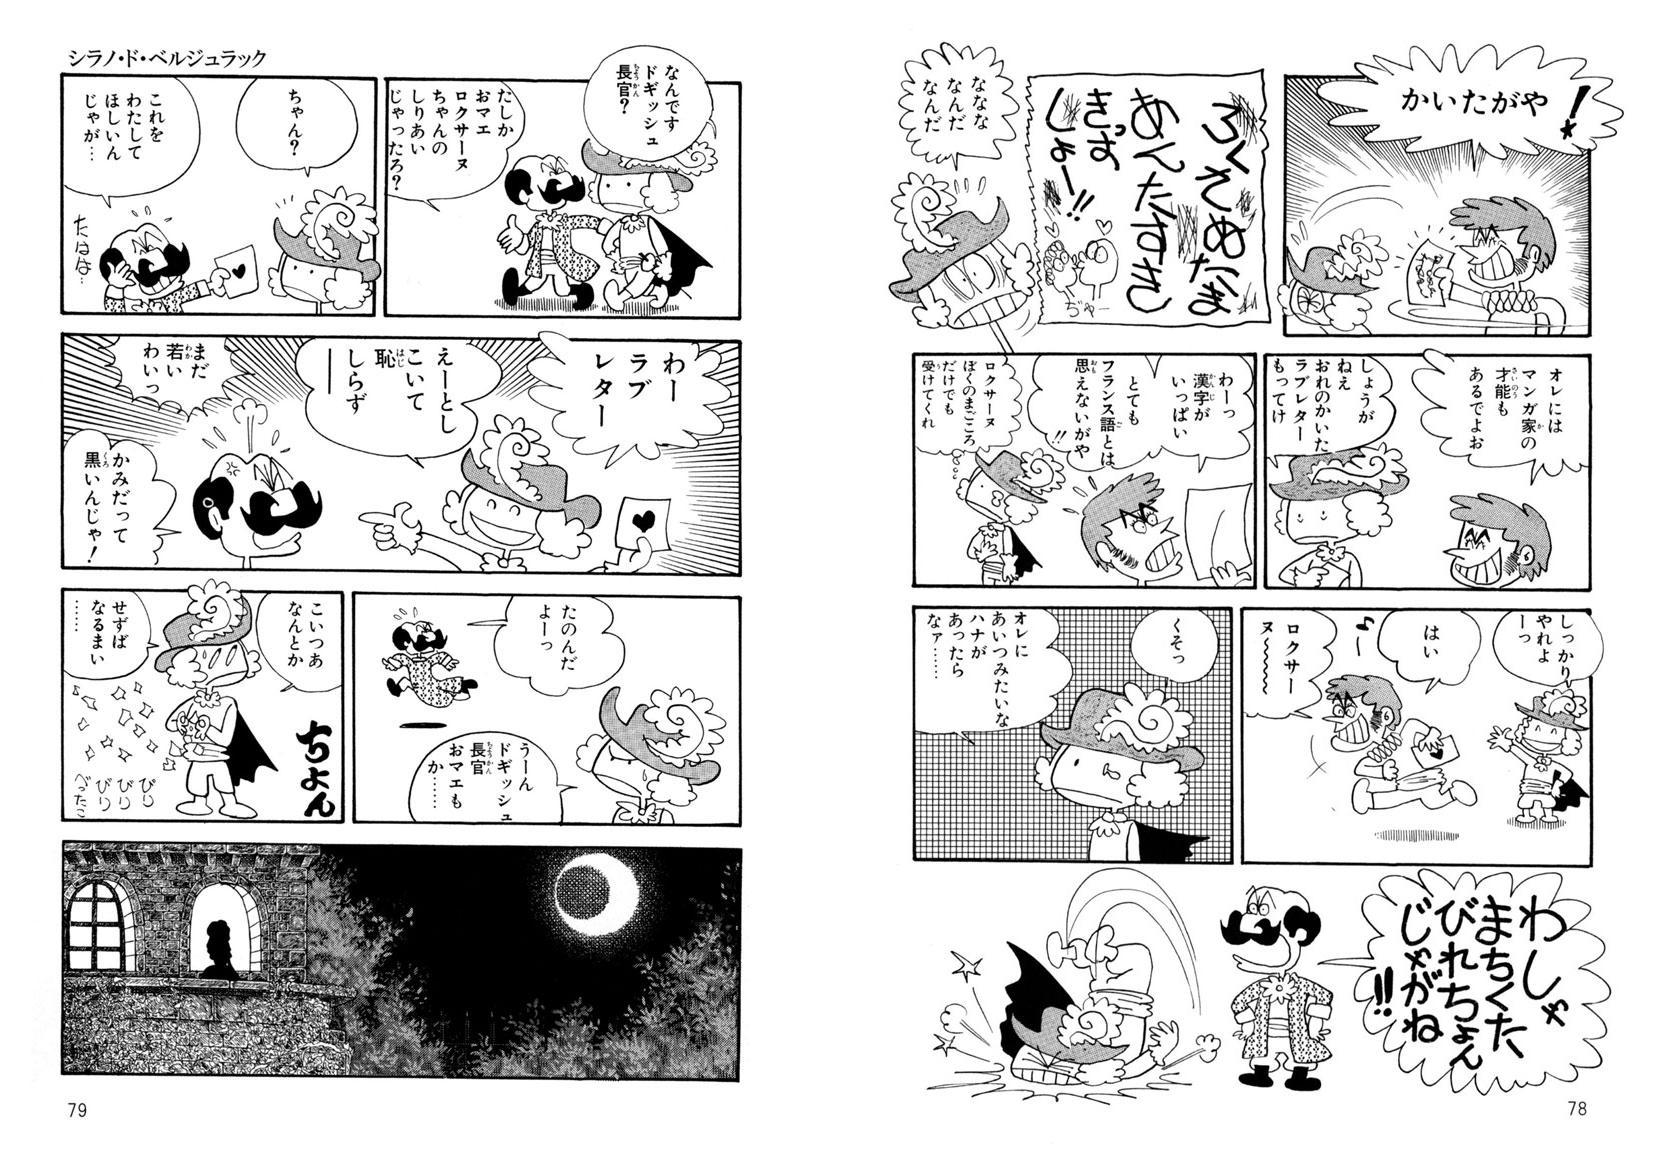 かいたがや！
ろくさぬたま
あんたすき
きっす
しょー!!
ぢゅー
ななな
なんだ
なんだ
オレには
マンガ家の
才能も
あるでよお
しょうが
ねえ
おれのかいた
ラブレター
もってけ
わーっ
漢字が
いっぱい
とても
フランス語とは
思えないがや
!!
ロクサーヌ
ぼくのまごころ
だけでも
受けてくれ
しっかり
やれよ
ーっ
はい
ロクサー
ヌ〜〜〜〜
くそっ
オレに
あいつみたいな
ハナが
あったら
なァ……
わしゃ
まちくた
びれちょん
じゃがね
!!
78
シラノ・ド・ベルジュラック
なんです
ドギッシュ
長官？
たしか
おマエ
ロクサーヌ
ちゃんの
しりあい
じゃったろ？
ちゃん？
これを
わたして
ほしいん
じゃが…
たはは…
わー
ラブ
レター
えーとし
こいて
恥
しらず
ー
まだ
若い
わいっ
かみだって
黒いんじゃ！
たのんだ
よーっ
うーん
ドギッシュ
長官
おマエも
か……
こいつあ
なんとか
せずば
なるまい
……
ちょん
ぴり
びり
びり
べったこ
79